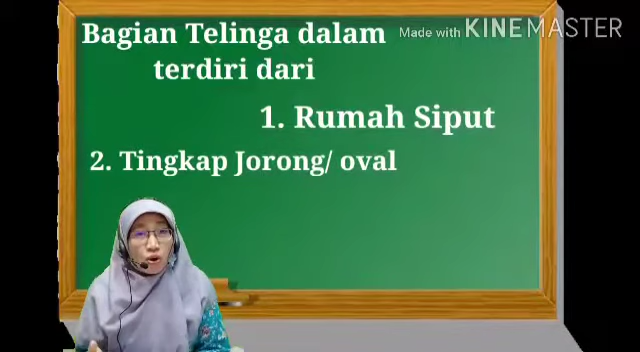 Bagian Telinga dalam
terdiri dari
Made with KINEMASTER
1. Rumah Siput
2. Tingkap Jorong/ oval